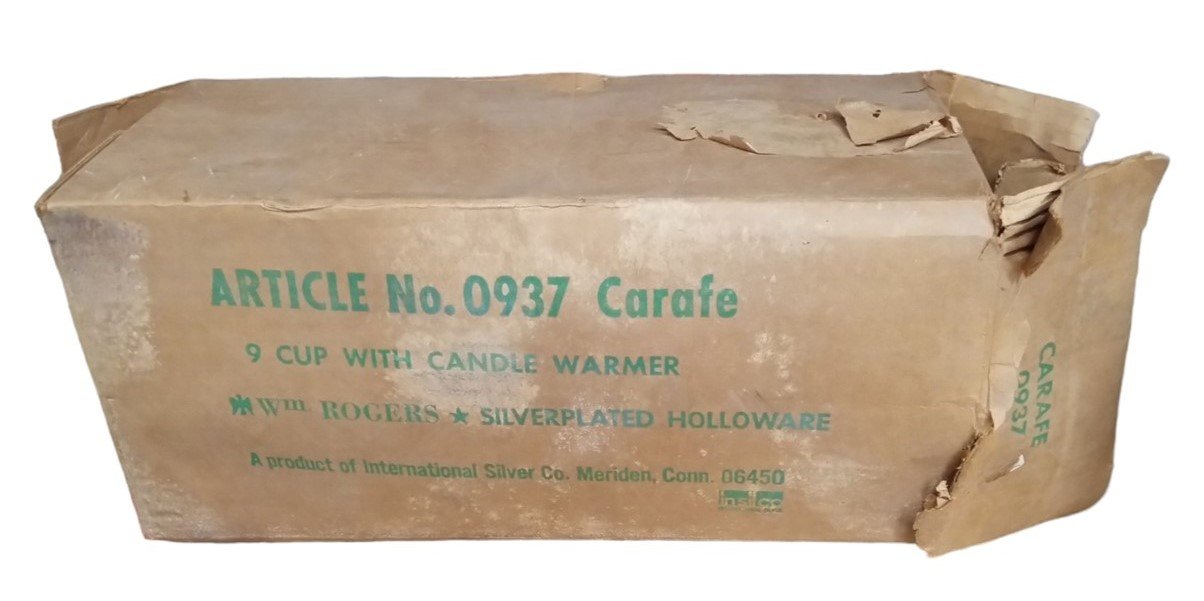 ARTICLE No. 0937 Carafe
9 CUP WITH CANDLE WARMER
Wm ROGERS ★ SILVERPLATED HOLLOWARE
A product of International Silver Co. Meriden, Conn. 06450
insilco
CARAFE
0937